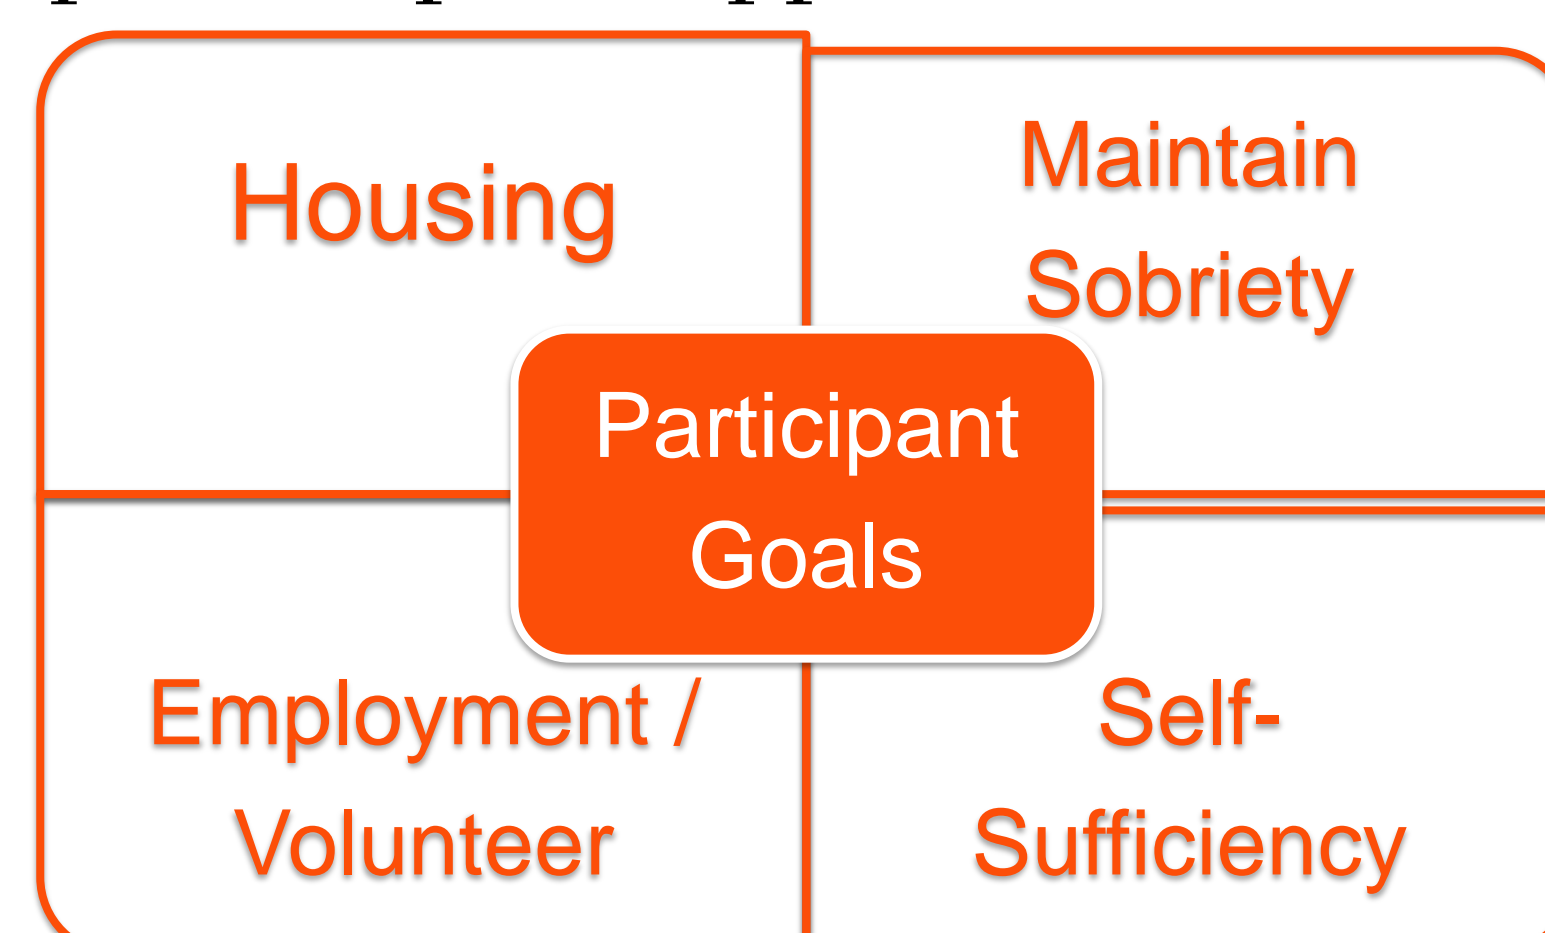 Housing
Maintain
Sobriety
Participant
Goals
Employment /
Volunteer
Self-
Sufficiency